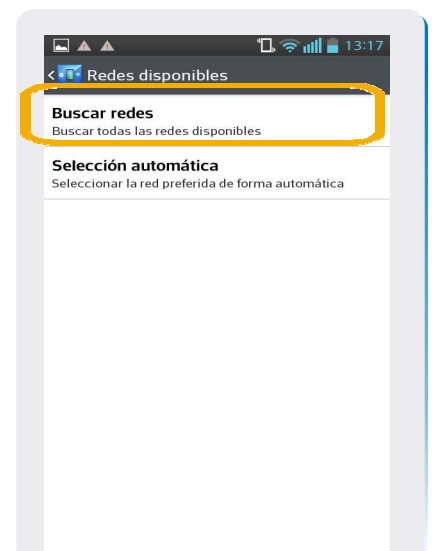 13:17
Redes disponibles
Buscar redes
Buscar todas las redes disponibles
Selección automática
Seleccionar la red preferida de forma automática